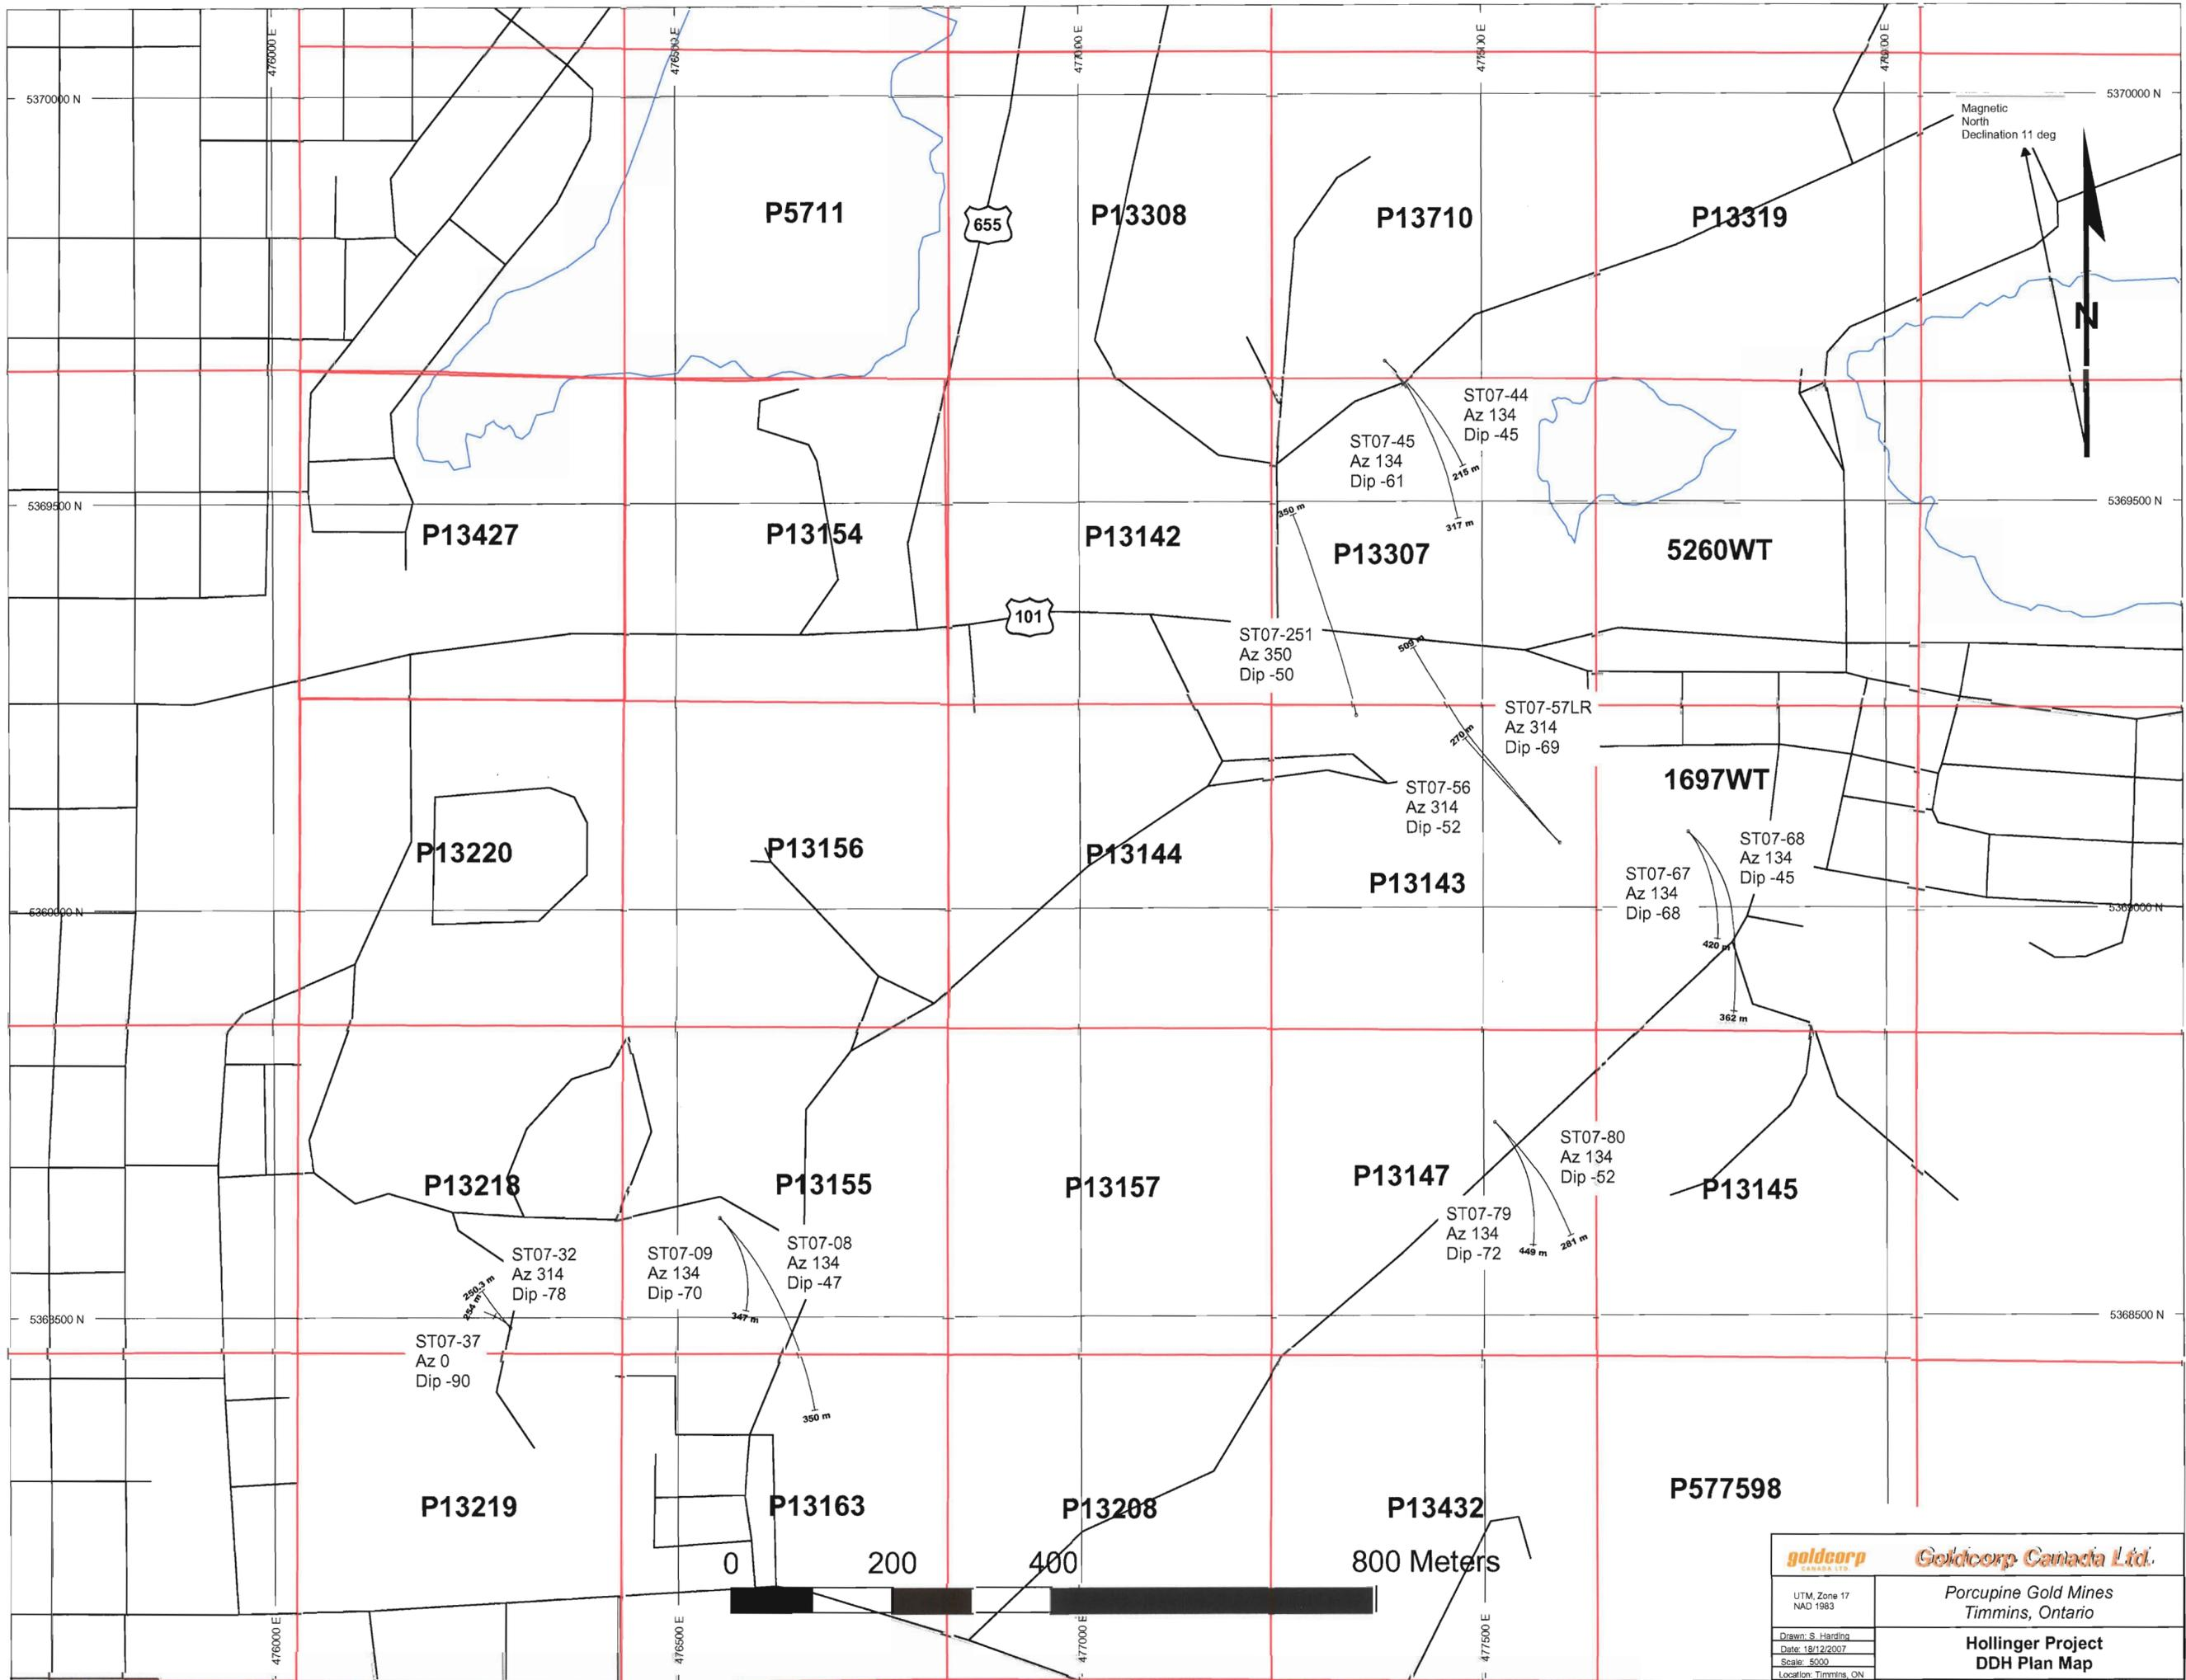 476000 E
476500 E
477000 E
477500 E
5370000 N
5370000 N
Magnetic
North
Declination 11 deg
N
P5711
655
P13308
P13710
P13319
ST07-44
Az 134
Dip -45
ST07-45
Az 134
Dip -61
215 m
317 m
5369500 N
5369500 N
350 m
P13427
P13154
P13142
P13307
5260WT
101
ST07-251
Az 350
Dip -50
509 m
ST07-57LR
Az 314
Dip -69
270 m
ST07-56
Az 314
Dip -52
1697WT
P13220
P13156
P13144
P13143
ST07-68
Az 134
Dip -45
ST07-67
Az 134
Dip -68
420 m
362 m
5369000 N
ST07-80
Az 134
Dip -52
P13218
P13155
P13157
P13147
P13145
ST07-79
Az 134
Dip -72
449 m
281 m
ST07-32
Az 314
Dip -78
ST07-09
Az 134
Dip -70
ST07-08
Az 134
Dip -47
250.3 m
254 m
347 m
5368500 N
5368500 N
ST07-37
Az 0
Dip -90
350 m
P13219
P13163
P13208
P13432
P577598
0 200 400 800 Meters
476000 E
476500 E
477000 E
477500 E
goldcorp
CANADA LTD.
Goldcorp Canada Ltd.
UTM, Zone 17
NAD 1983
Porcupine Gold Mines
Timmins, Ontario
Drawn: S. Harding
Date: 18/12/2007
Scale: 5000
Location: Timmins, ON
Hollinger Project
DDH Plan Map